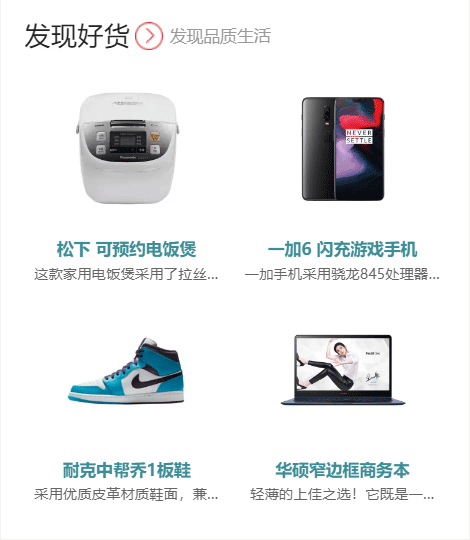 发现好货 发现品质生活
Panasonic
NEVER
SETTLE
松下 可预约电饭煲
一加6 闪充游戏手机
这款家用电饭煲采用了拉丝...
一加手机采用骁龙845处理器...
耐克中帮乔1板鞋
华硕窄边框商务本
采用优质皮革材质鞋面，兼...
轻薄的上佳之选！它既是一...